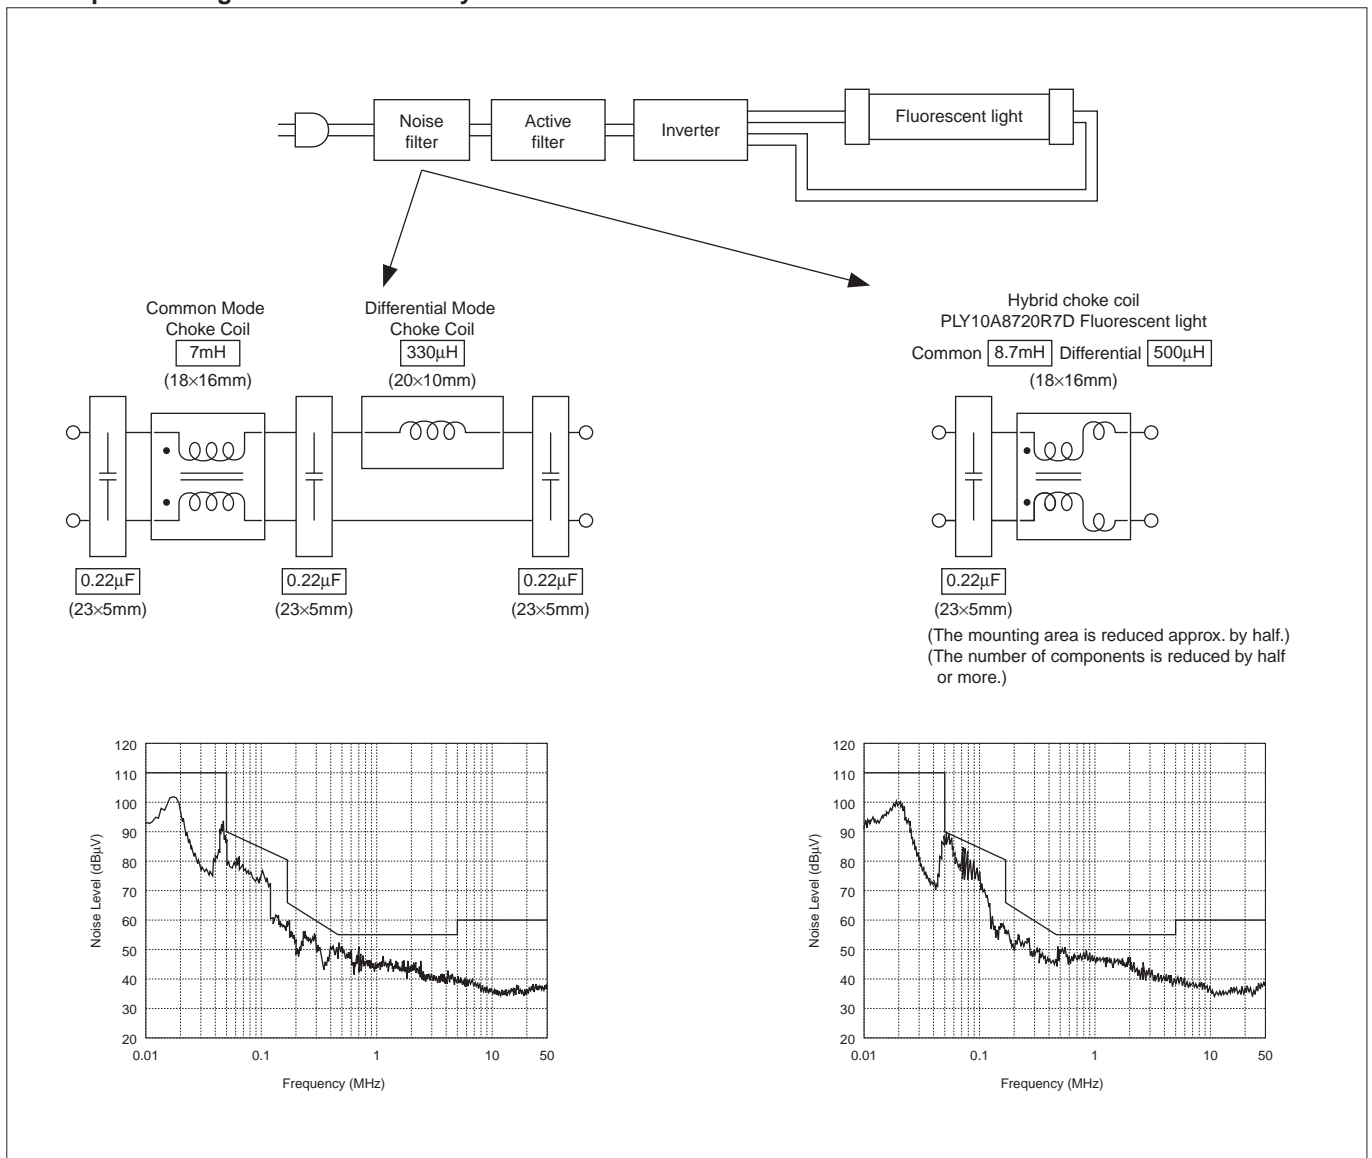 Noise
filter
Active
filter
Inverter
Fluorescent light
Common Mode
Choke Coil
7mH
(18×16mm)
Differential Mode
Choke Coil
330μH
(20×10mm)
0.22μF
(23×5mm)
0.22μF
(23×5mm)
0.22μF
(23×5mm)
Hybrid choke coil
PLY10A8720R7D Fluorescent light
Common 8.7mH Differential 500μH
(18×16mm)
0.22μF
(23×5mm)
(The mounting area is reduced approx. by half.)
(The number of components is reduced by half
or more.)
120
110
100
90
80
70
60
50
40
30
20
Noise Level (dBμV)
0.01 0.1 1 10 50
Frequency (MHz)
120
110
100
90
80
70
60
50
40
30
20
Noise Level (dBμV)
0.01 0.1 1 10 50
Frequency (MHz)